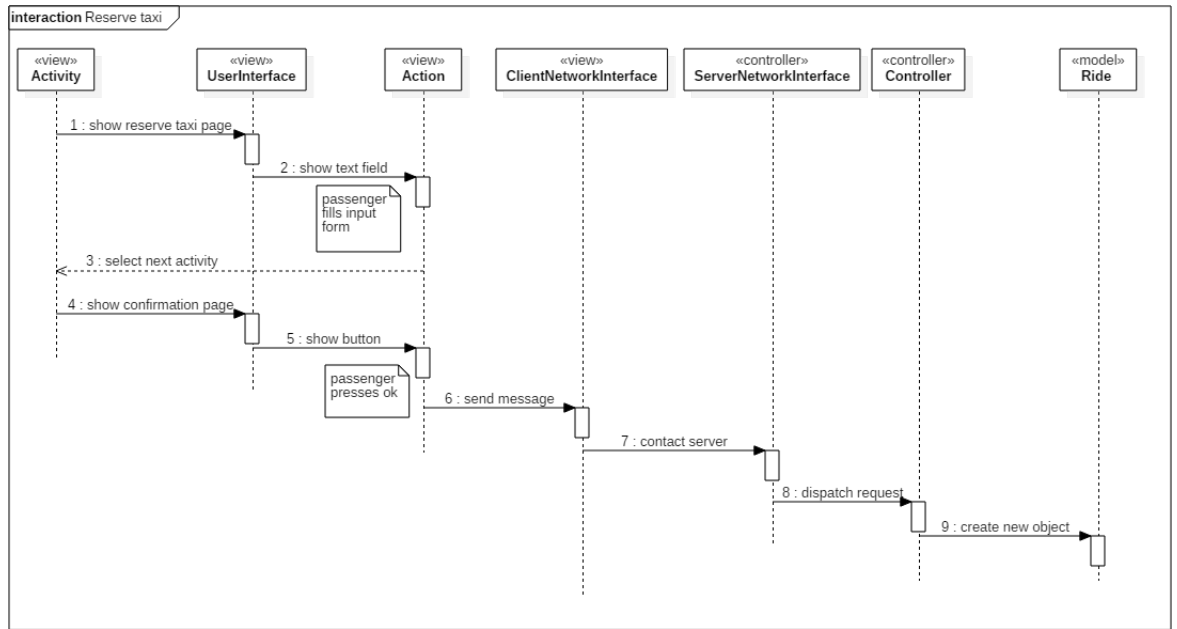 interaction Reserve taxi
«view»
Activity
«view»
UserInterface
«view»
Action
«view»
ClientNetworkInterface
«controller»
ServerNetworkInterface
«controller»
Controller
«model»
Ride
1 : show reserve taxi page
2 : show text field
passenger
fills input
form
3 : select next activity
4 : show confirmation page
5 : show button
passenger
presses ok
6 : send message
7 : contact server
8 : dispatch request
9 : create new object